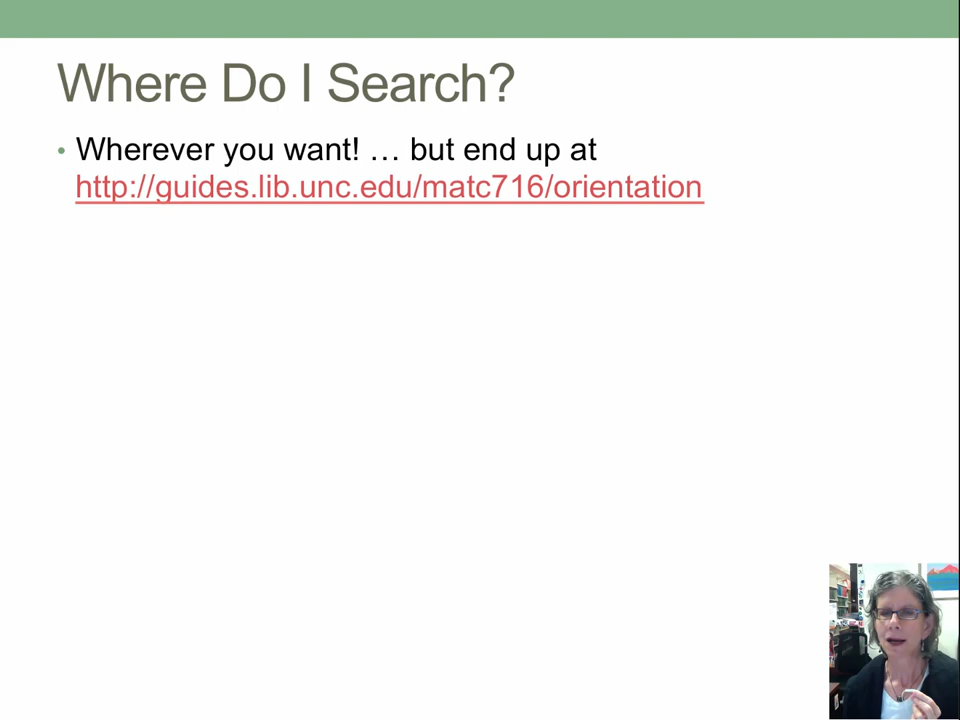 Where Do I Search?
• Wherever you want! … but end up at
http://guides.lib.unc.edu/matc716/orientation